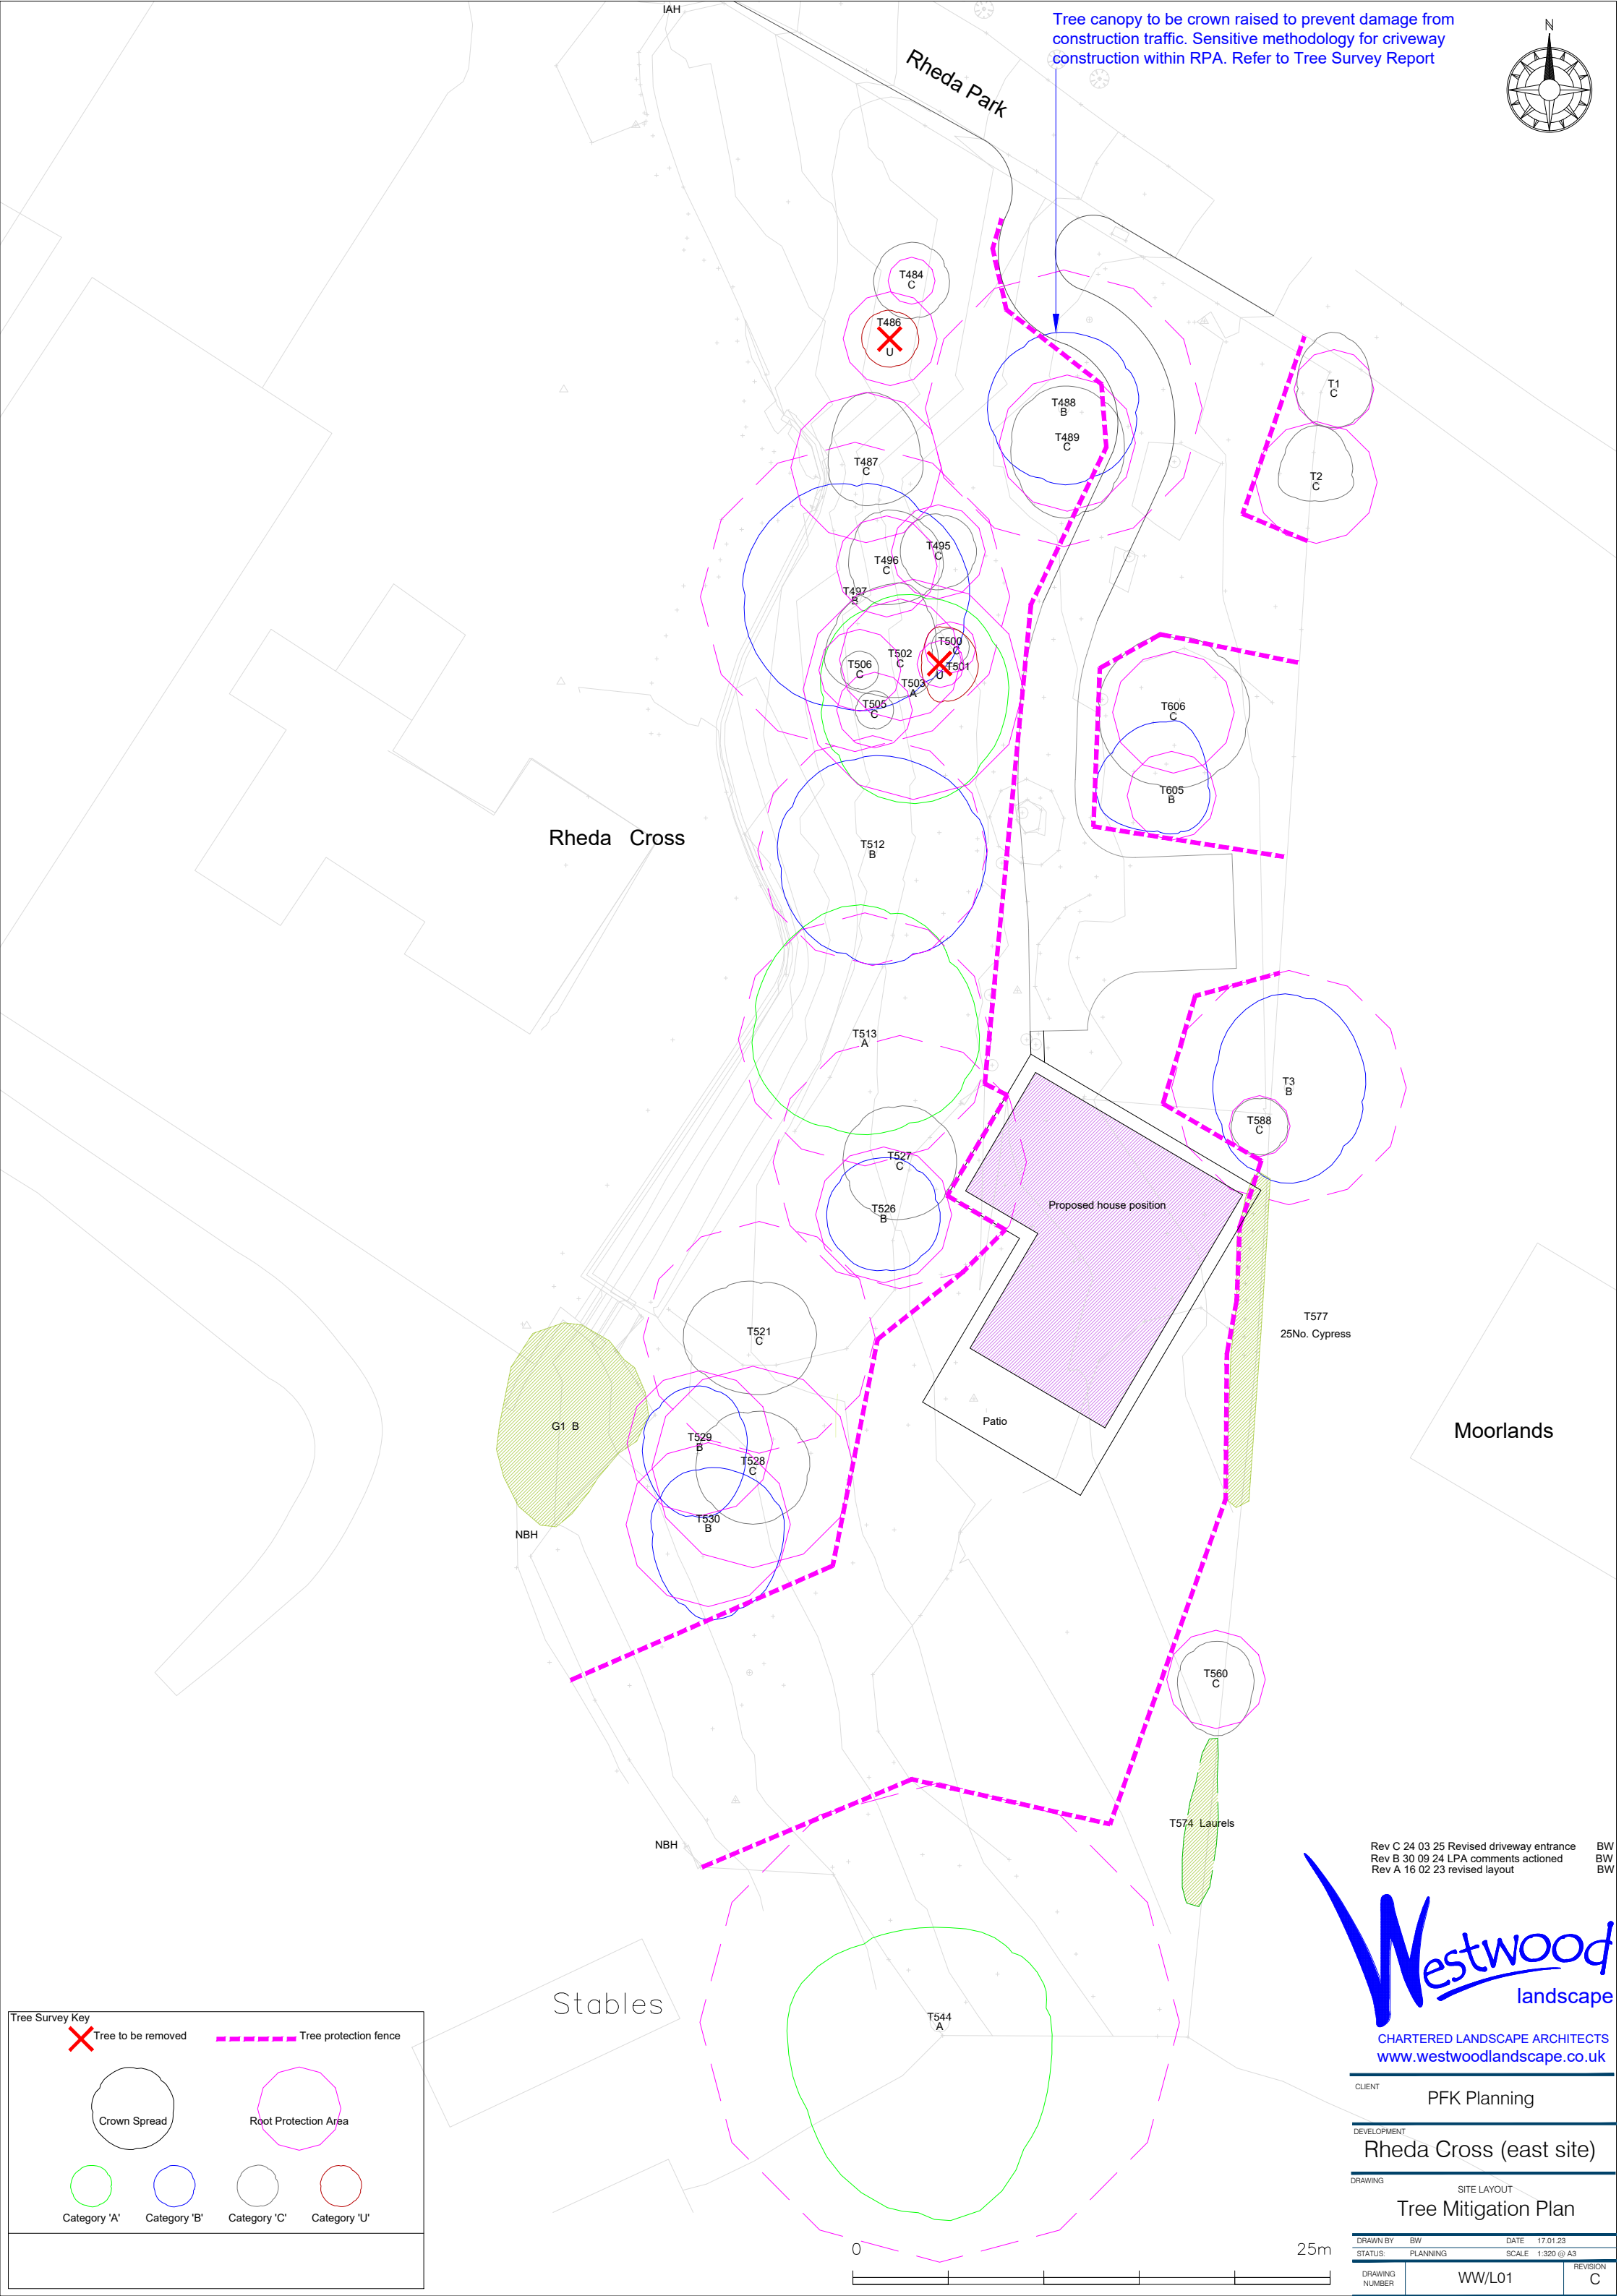 IAH
Tree canopy to be crown raised to prevent damage from
construction traffic. Sensitive methodology for criveway
construction within RPA. Refer to Tree Survey Report
N
Rheda Park
T484
C
T486
U
T1
C
T488
B
T489
C
T487
C
T2
C
T495
C
T496
C
T497
B
T500
C
T501
U
T502
C
T506
C
T503
A
T505
C
T606
C
T605
B
Rheda Cross
T512
B
T513
A
T3
B
T588
C
T527
C
T526
B
Proposed house position
T577
25No. Cypress
T521
C
G1 B
Patio
Moorlands
T529
B
T528
C
T530
B
NBH
T560
C
T574 Laurels
NBH
Rev C 24 03 25 Revised driveway entrance BW
Rev B 30 09 24 LPA comments actioned BW
Rev A 16 02 23 revised layout BW
Westwood
landscape
CHARTERED LANDSCAPE ARCHITECTS
www.westwoodlandscape.co.uk
Stables
T544
A
Tree Survey Key
Tree to be removed
Tree protection fence
Crown Spread
Root Protection Area
Category 'A'
Category 'B'
Category 'C'
Category 'U'
0
25m
CLIENT
PFK Planning
DEVELOPMENT
Rheda Cross (east site)
DRAWING
SITE LAYOUT
Tree Mitigation Plan
DRAWN BY BW DATE 17.01.23
STATUS: PLANNING SCALE 1:320 @ A3
DRAWING
NUMBER
WW/L01
REVISION
C